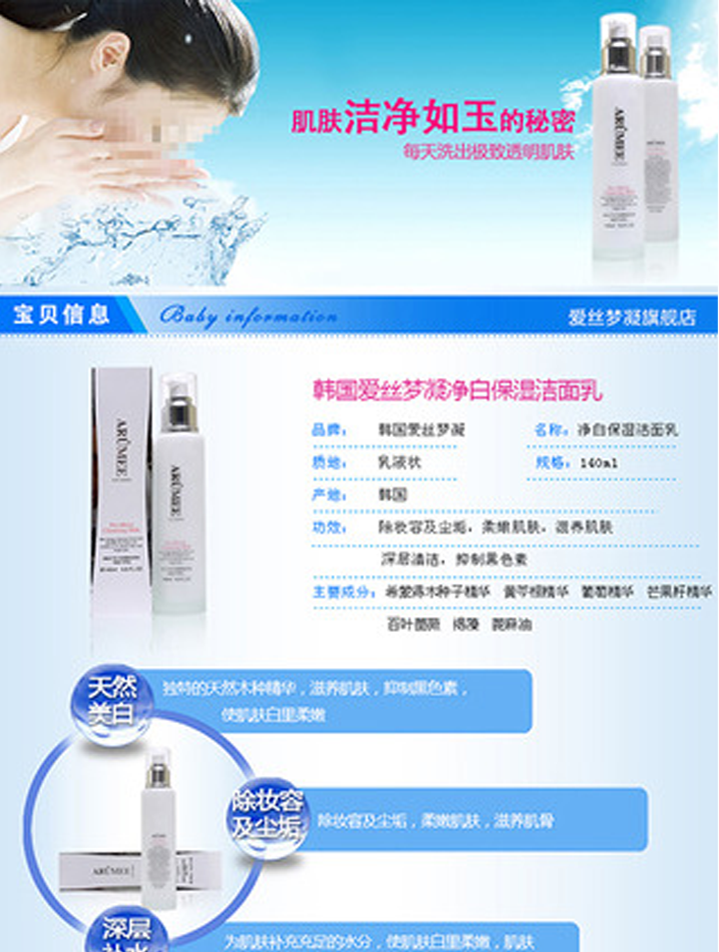 肌肤洁净如玉的秘密
每天洗出极致透明肌肤
ARÛMEE
宝贝信息 Baby information 爱丝梦凝旗舰店
韩国爱丝梦凝净白保湿洁面乳
品牌： 韩国爱丝梦凝 名称： 净白保湿洁面乳
质地： 乳液状 规格： 140ml
产地： 韩国
功效： 除妆容及尘垢，柔嫩肌肤，滋养肌肤
深层清洁，抑制黑色素
主要成分： 希蒙得木种子精华 黄芩根精华 葡萄精华 芒果籽精华
百叶蔷薇 蓖麻油
ARÛMEE
ARÛMEE
天然
美白
独特的天然木种精华，滋养肌肤，抑制黑色素，
使肌肤白里柔嫩
除妆容
及尘垢
除妆容及尘垢，柔嫩肌肤，滋养肌骨
ARÛMEE
深层
补水
为肌肤补充充足的水分，使肌肤白里柔嫩，肌肤